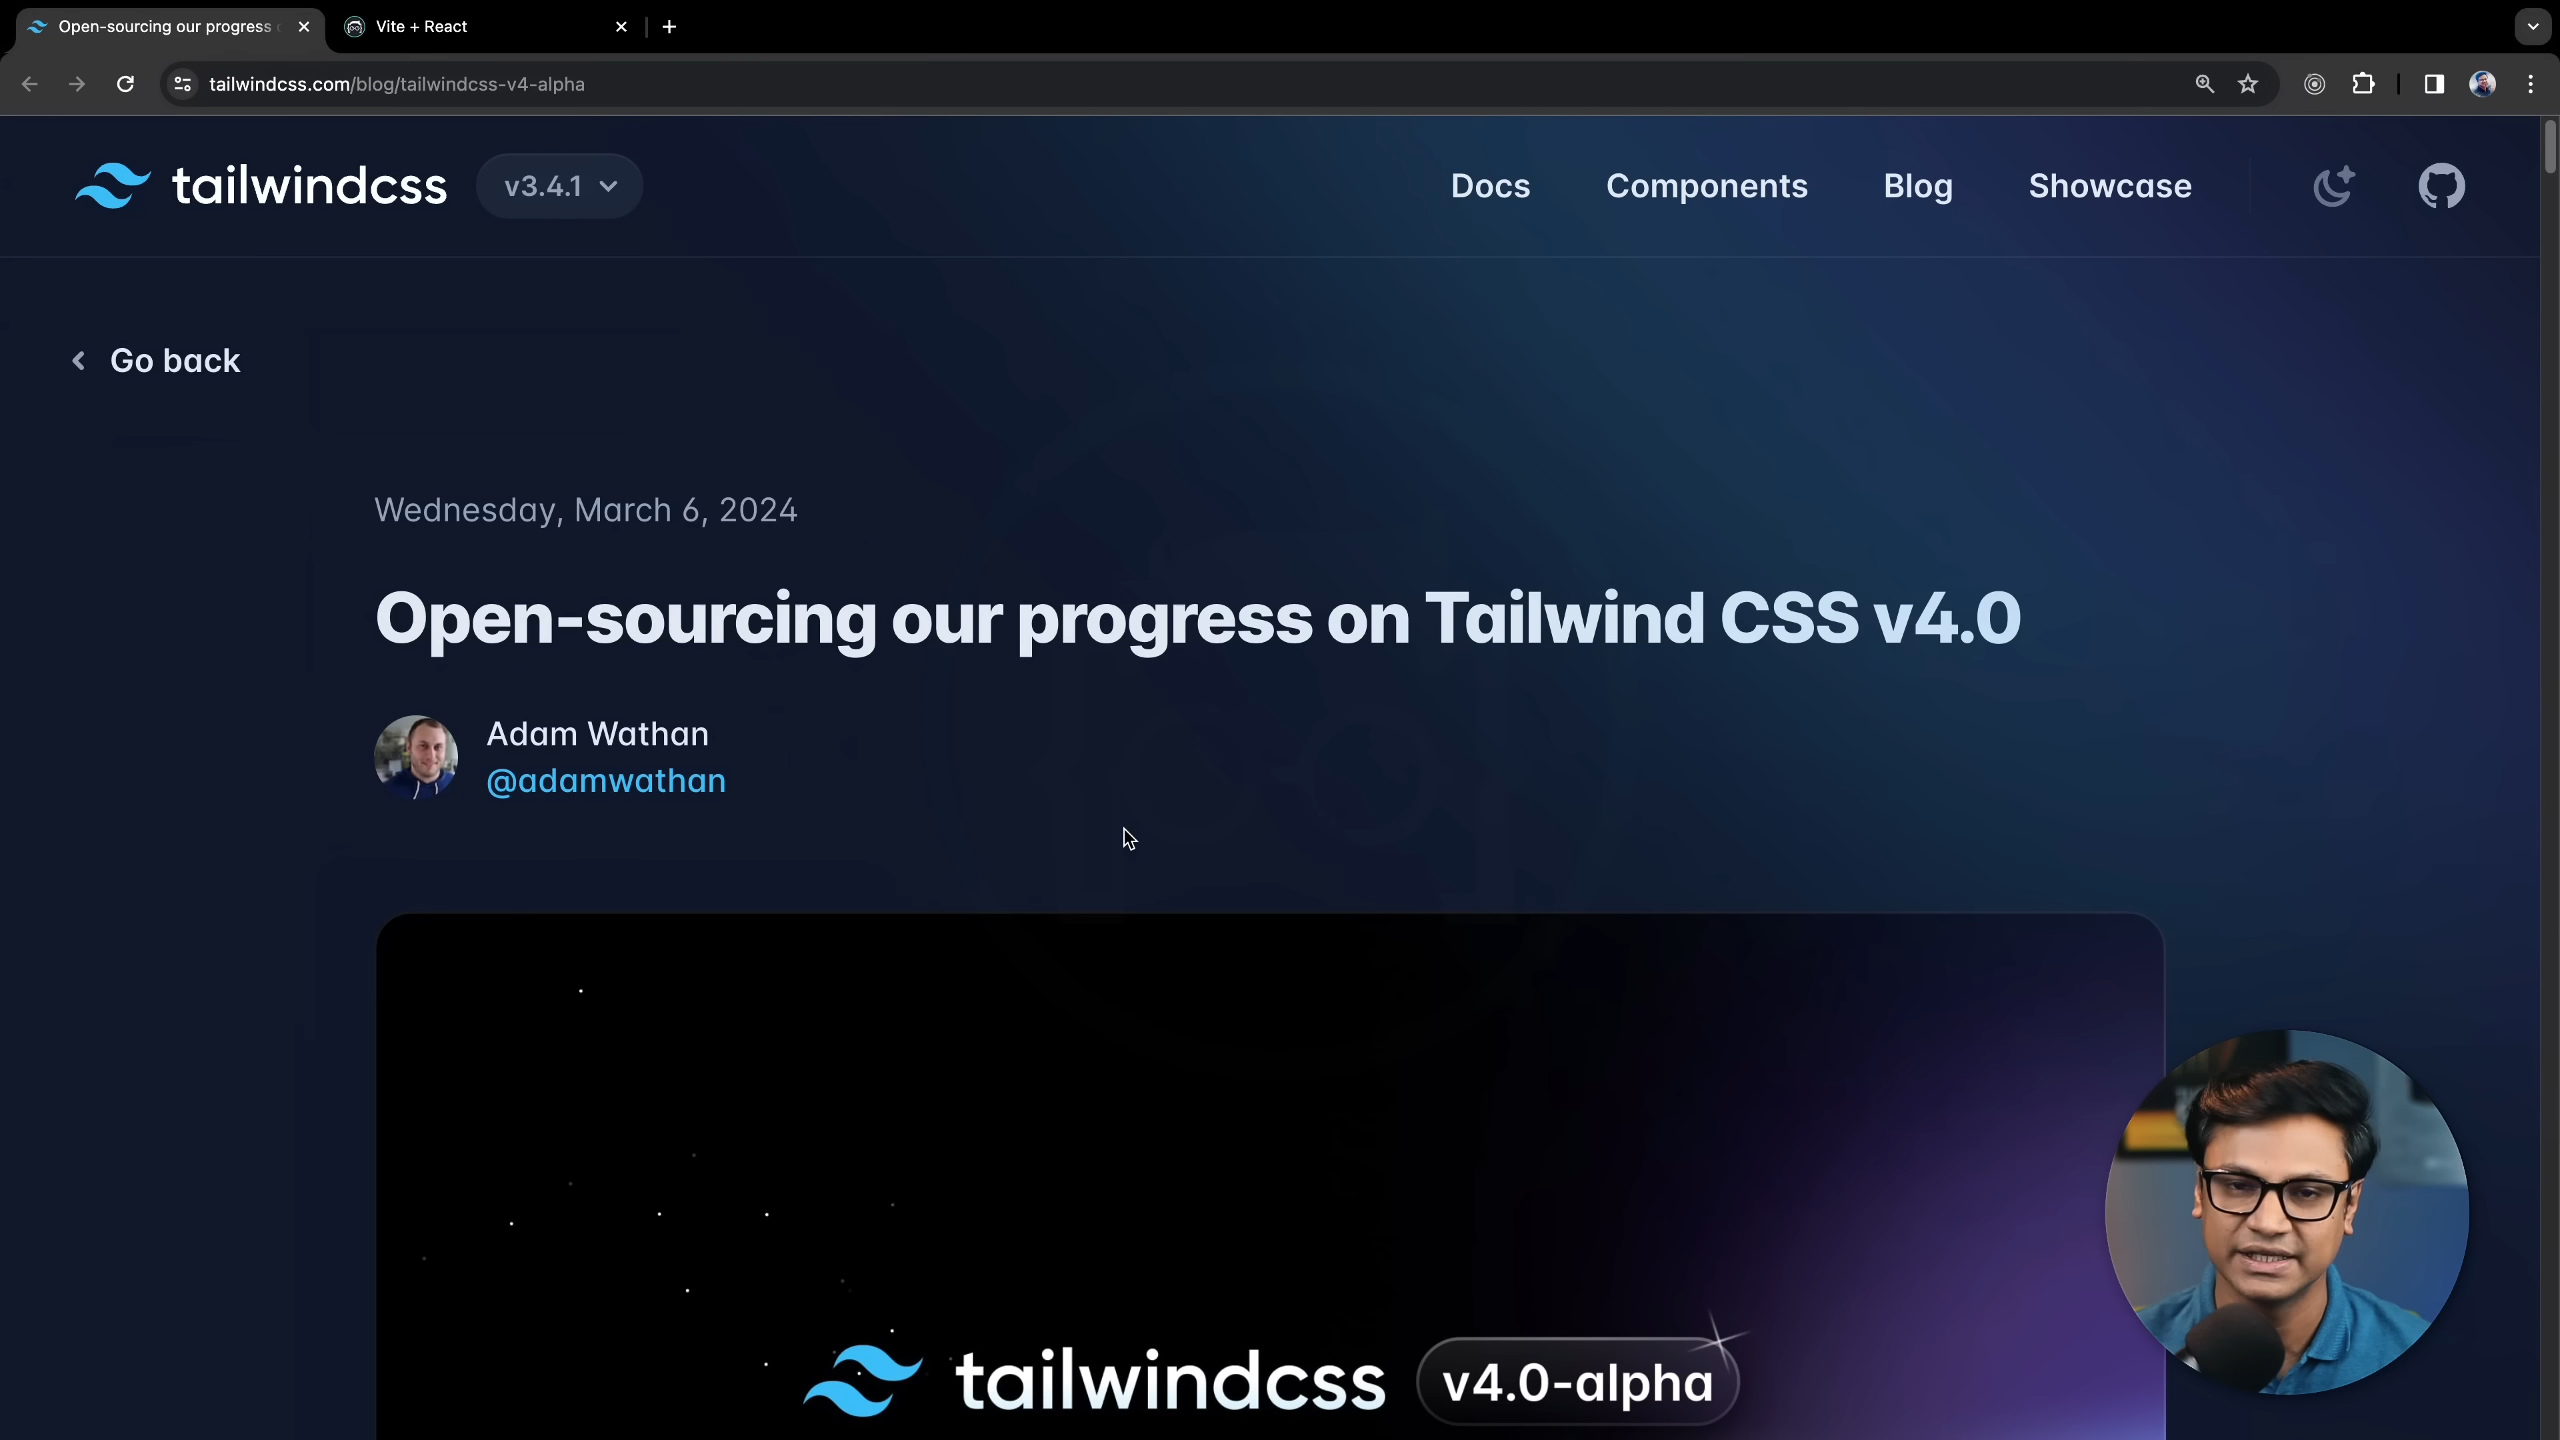 Open-sourcing our progress
Vite + React
tailwindcss.com/blog/tailwindcss-v4-alpha
tailwindcss
v3.4.1
Docs
Components
Blog
Showcase
Go back
Wednesday, March 6, 2024
Open-sourcing our progress on Tailwind CSS v4.0
Adam Wathan
@adamwathan
tailwindcss
v4.0-alpha